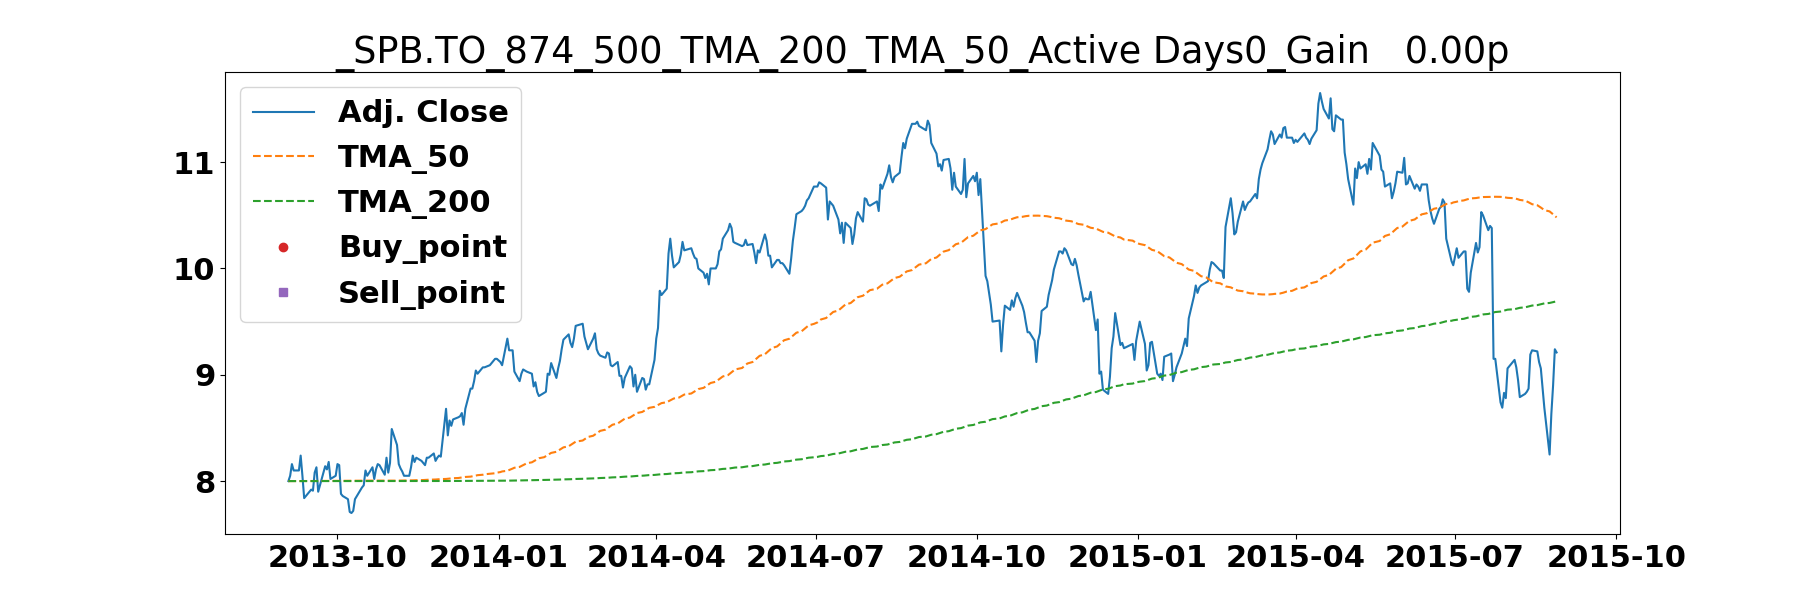 _SPB.TO_874_500_TMA_200_TMA_50_Active Days0_Gain   0.00p
Adj. Close
TMA_50
TMA_200
Buy_point
Sell_point
11
10
9
8
2013-10 2014-01 2014-04 2014-07 2014-10 2015-01 2015-04 2015-07 2015-10